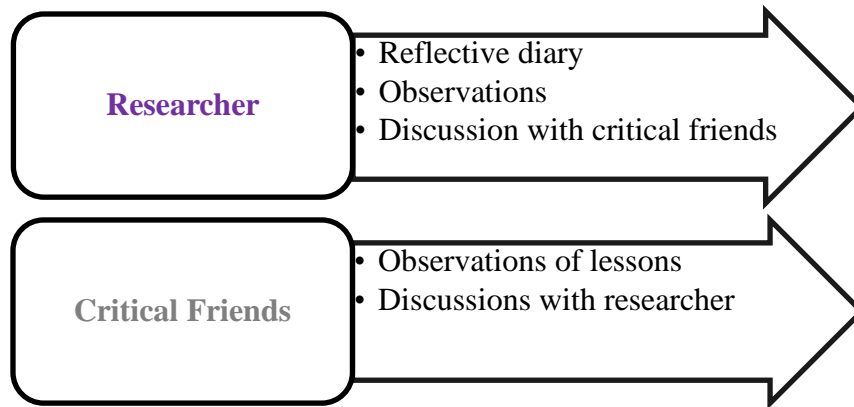 Researcher
• Reflective diary
• Observations
• Discussion with critical friends
Critical Friends
• Observations of lessons
• Discussions with researcher